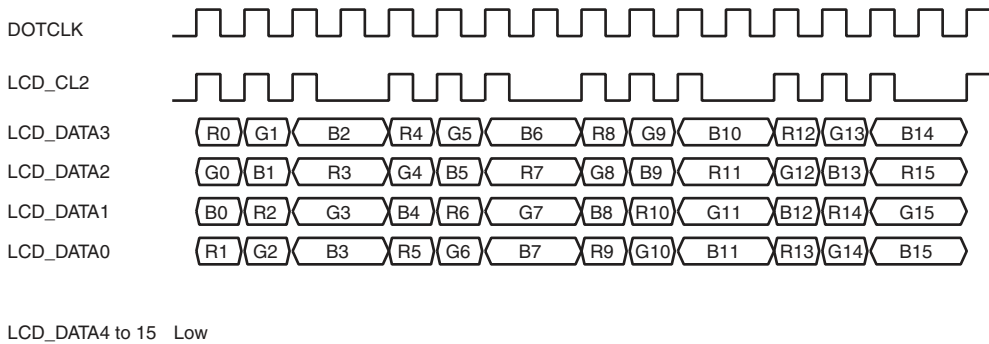 DOTCLK
LCD_CL2
LCD_DATA3 R0 G1 B2 R4 G5 B6 R8 G9 B10 R12 G13 B14
LCD_DATA2 G0 B1 R3 G4 B5 R7 G8 B9 R11 G12 B13 R15
LCD_DATA1 B0 R2 G3 B4 R6 G7 B8 R10 G11 B12 R14 G15
LCD_DATA0 R1 G2 B3 R5 G6 B7 R9 G10 B11 R13 G14 B15
LCD_DATA4 to 15 Low